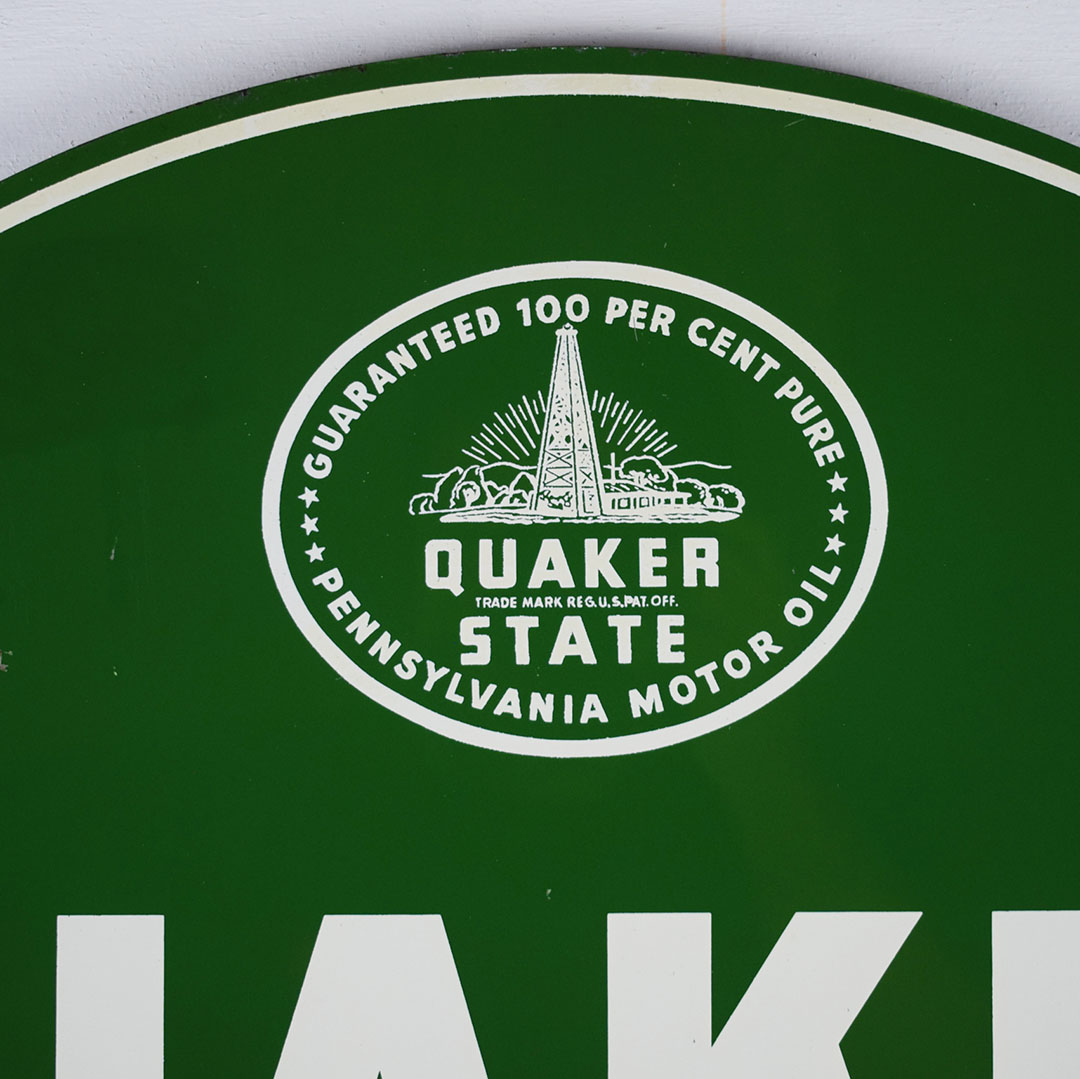 GUARANTEED 100 PER CENT PURE
QUAKER
TRADE MARK REG. U.S. PAT. OFF.
STATE
PENNSYLVANIA MOTOR OIL